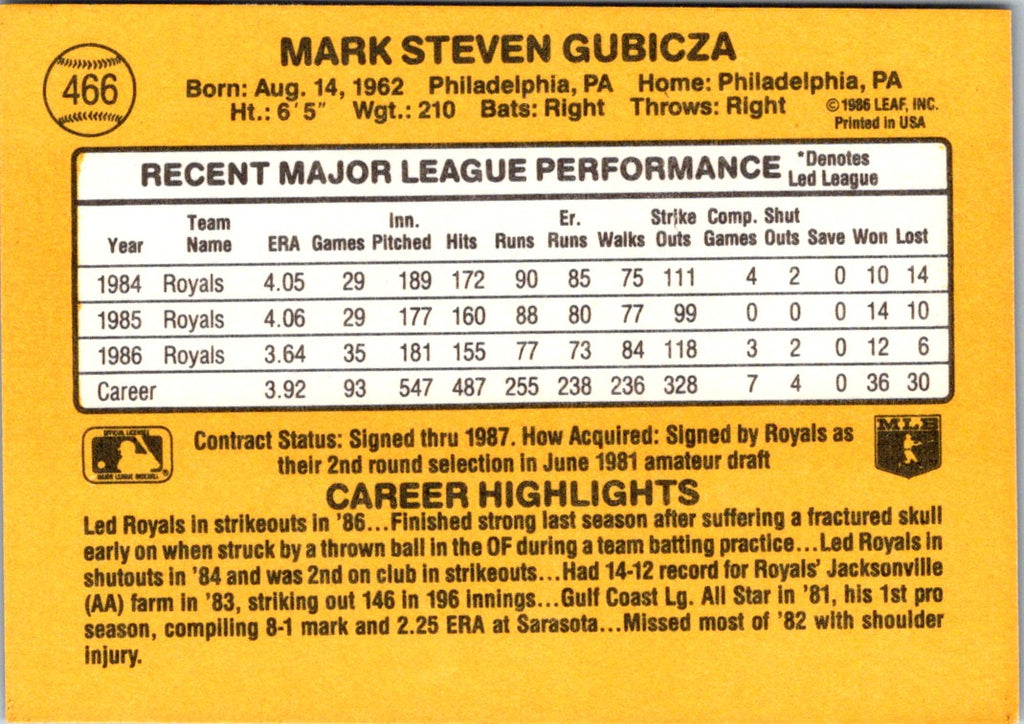 466
MARK STEVEN GUBICZA
Born: Aug. 14, 1962 Philadelphia, PA Home: Philadelphia, PA
Ht.: 6'5" Wgt.: 210 Bats: Right Throws: Right ©1986 LEAF, INC.
Printed in USA
RECENT MAJOR LEAGUE PERFORMANCE *Denotes Led League
Year Team Name ERA Games Inn. Pitched Hits Runs Er. Runs Walks Strike Outs Comp. Games Shut Outs Save Won Lost
1984 Royals 4.05 29 189 172 90 85 75 111 4 2 0 10 14
1985 Royals 4.06 29 177 160 88 80 77 99 0 0 0 14 10
1986 Royals 3.64 35 181 155 77 73 84 118 3 2 0 12 6
Career 3.92 93 547 487 255 238 236 328 7 4 0 36 30
OFFICIAL LICENSEE
MAJOR LEAGUE BASEBALL
®
Contract Status: Signed thru 1987. How Acquired: Signed by Royals as
their 2nd round selection in June 1981 amateur draft
MLB
CAREER HIGHLIGHTS
Led Royals in strikeouts in '86...Finished strong last season after suffering a fractured skull
early on when struck by a thrown ball in the OF during a team batting practice...Led Royals in
shutouts in '84 and was 2nd on club in strikeouts...Had 14-12 record for Royals' Jacksonville
(AA) farm in '83, striking out 146 in 196 innings...Gulf Coast Lg. All Star in '81, his 1st pro
season, compiling 8-1 mark and 2.25 ERA at Sarasota...Missed most of '82 with shoulder
injury.